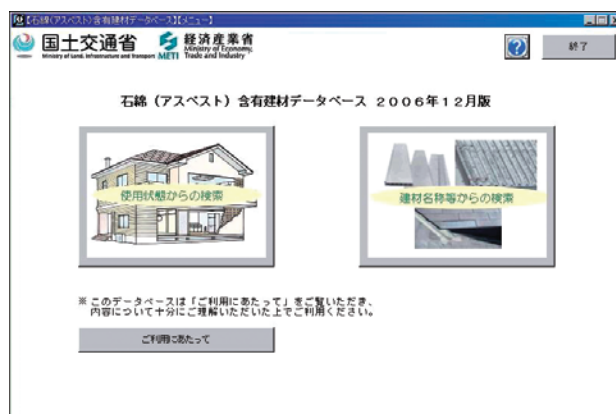 【石綿(アスベスト)含有建材データベース】【メニュー】
国土交通省
Ministry of Land, Infrastructure and Transport
METI
経済産業省
Ministry of Economy,
Trade and Industry
?
終了
石綿（アスベスト）含有建材データベース ２００６年１２月版
使用状態からの検索
建材名称等からの検索
※ このデータベースは「ご利用にあたって」をご覧いただき、
内容について十分にご理解いただいた上でご利用ください。
ご利用にあたって